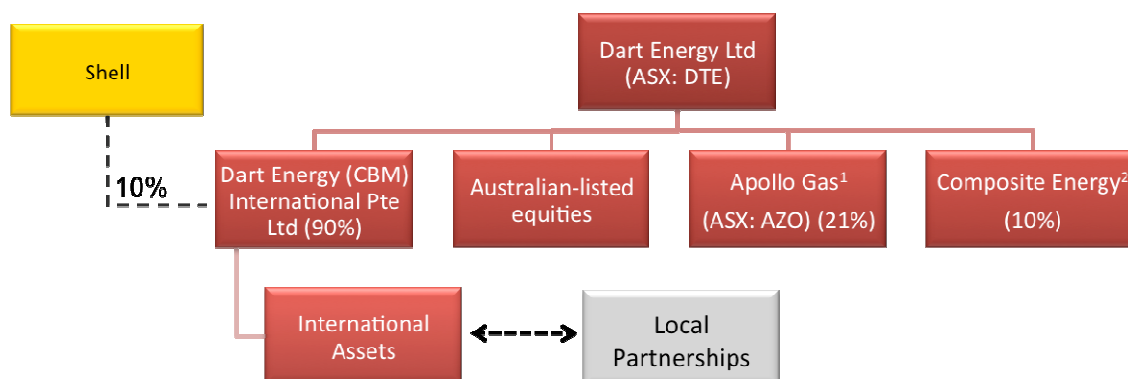 Dart Energy Ltd
(ASX: DTE)
Shell
10%
Dart Energy (CBM)
International Pte
Ltd (90%)
Australian-listed
equities
Apollo Gas¹
(ASX: AZO) (21%)
Composite Energy²
(10%)
International
Assets
Local
Partnerships